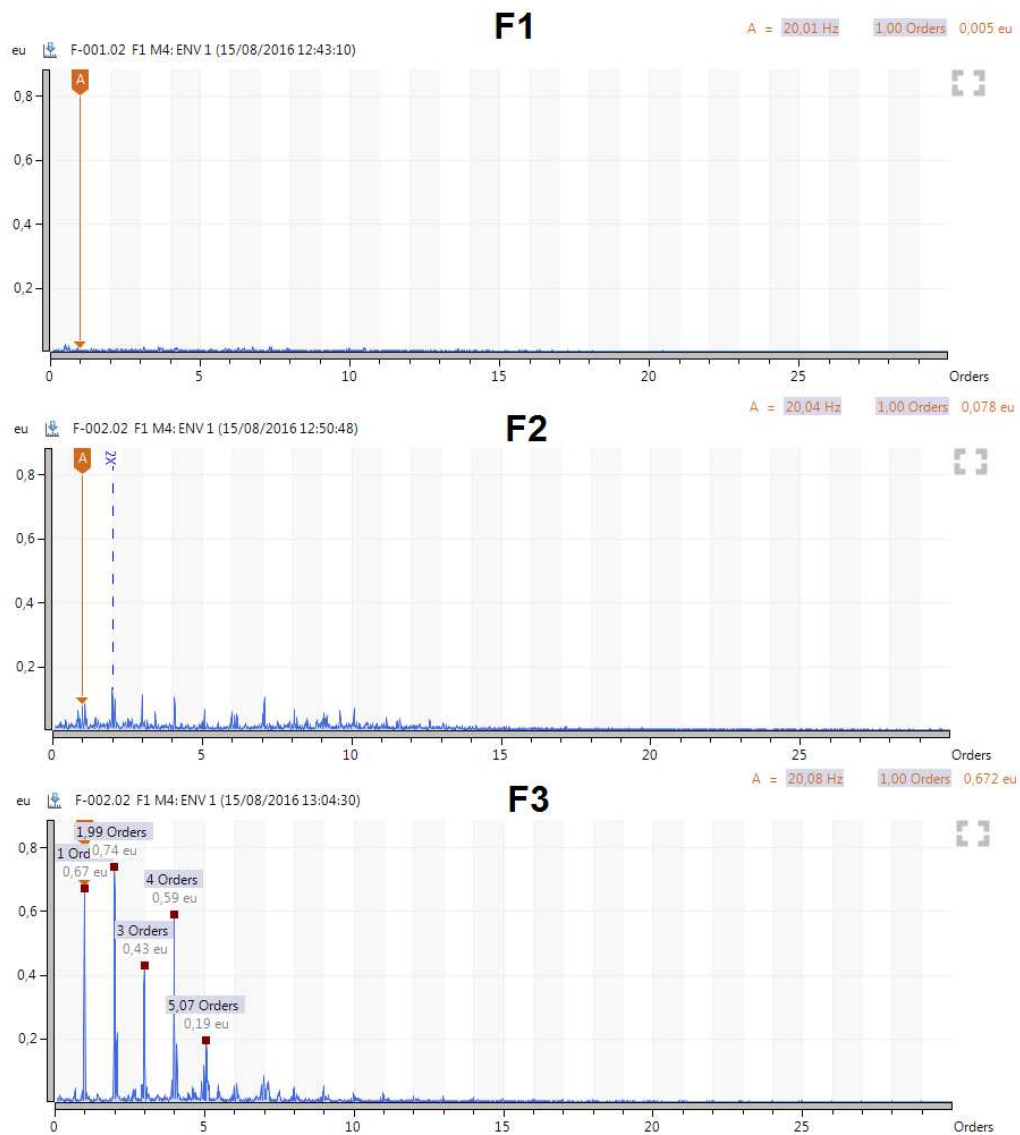 F1
A = 20,01 Hz 1,00 Orders 0,005 eu
eu F-001.02 F1 M4: ENV 1 (15/08/2016 12:43:10)
A
0,8
0,6
0,4
0,2
0 5 10 15 20 25 Orders
F2
A = 20,04 Hz 1,00 Orders 0,078 eu
eu F-002.02 F1 M4: ENV 1 (15/08/2016 12:50:48)
A 2X
0,8
0,6
0,4
0,2
0 5 10 15 20 25 Orders
F3
A = 20,08 Hz 1,00 Orders 0,672 eu
eu F-002.02 F1 M4: ENV 1 (15/08/2016 13:04:30)
1,99 Orders
0,74 eu
1 Ord
0,67 eu
4 Orders
0,59 eu
3 Orders
0,43 eu
5,07 Orders
0,19 eu
0,8
0,6
0,4
0,2
0 5 10 15 20 25 Orders